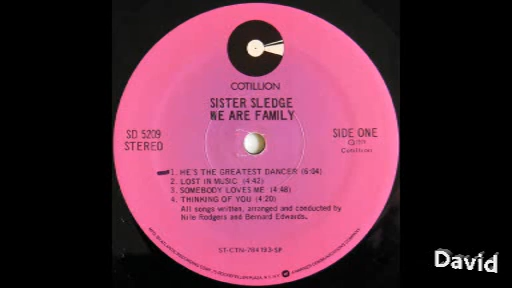 COTILLION
SISTER SLEDGE
WE ARE FAMILY
SD 5209
STEREO
SIDE ONE
1. HE'S THE GREATEST DANCER (6:04)
2. LOST IN MUSIC (4:42)
3. SOMEBODY LOVES ME (4:48)
4. THINKING OF YOU (4:20)
All songs written, arranged and conducted by
Nile Rodgers and Bernard Edwards.
ST-CTN-784193-SP
David